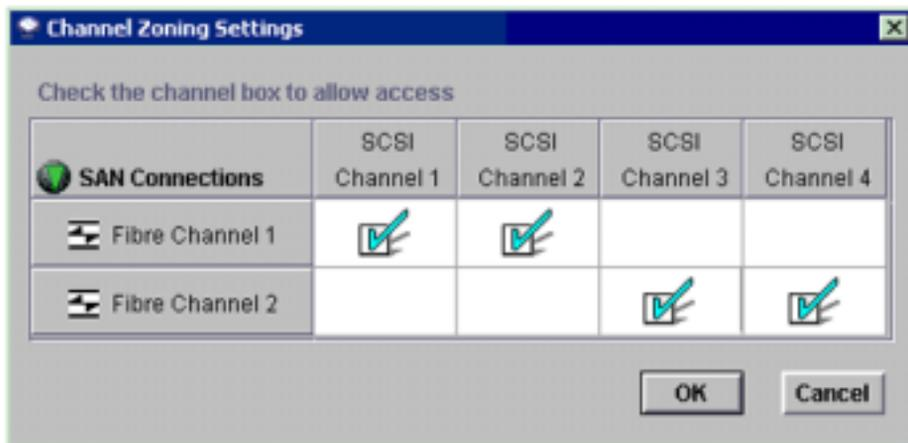 Channel Zoning Settings
Check the channel box to allow access
SAN Connections
SCSI Channel 1
SCSI Channel 2
SCSI Channel 3
SCSI Channel 4
Fibre Channel 1
Fibre Channel 2
OK
Cancel